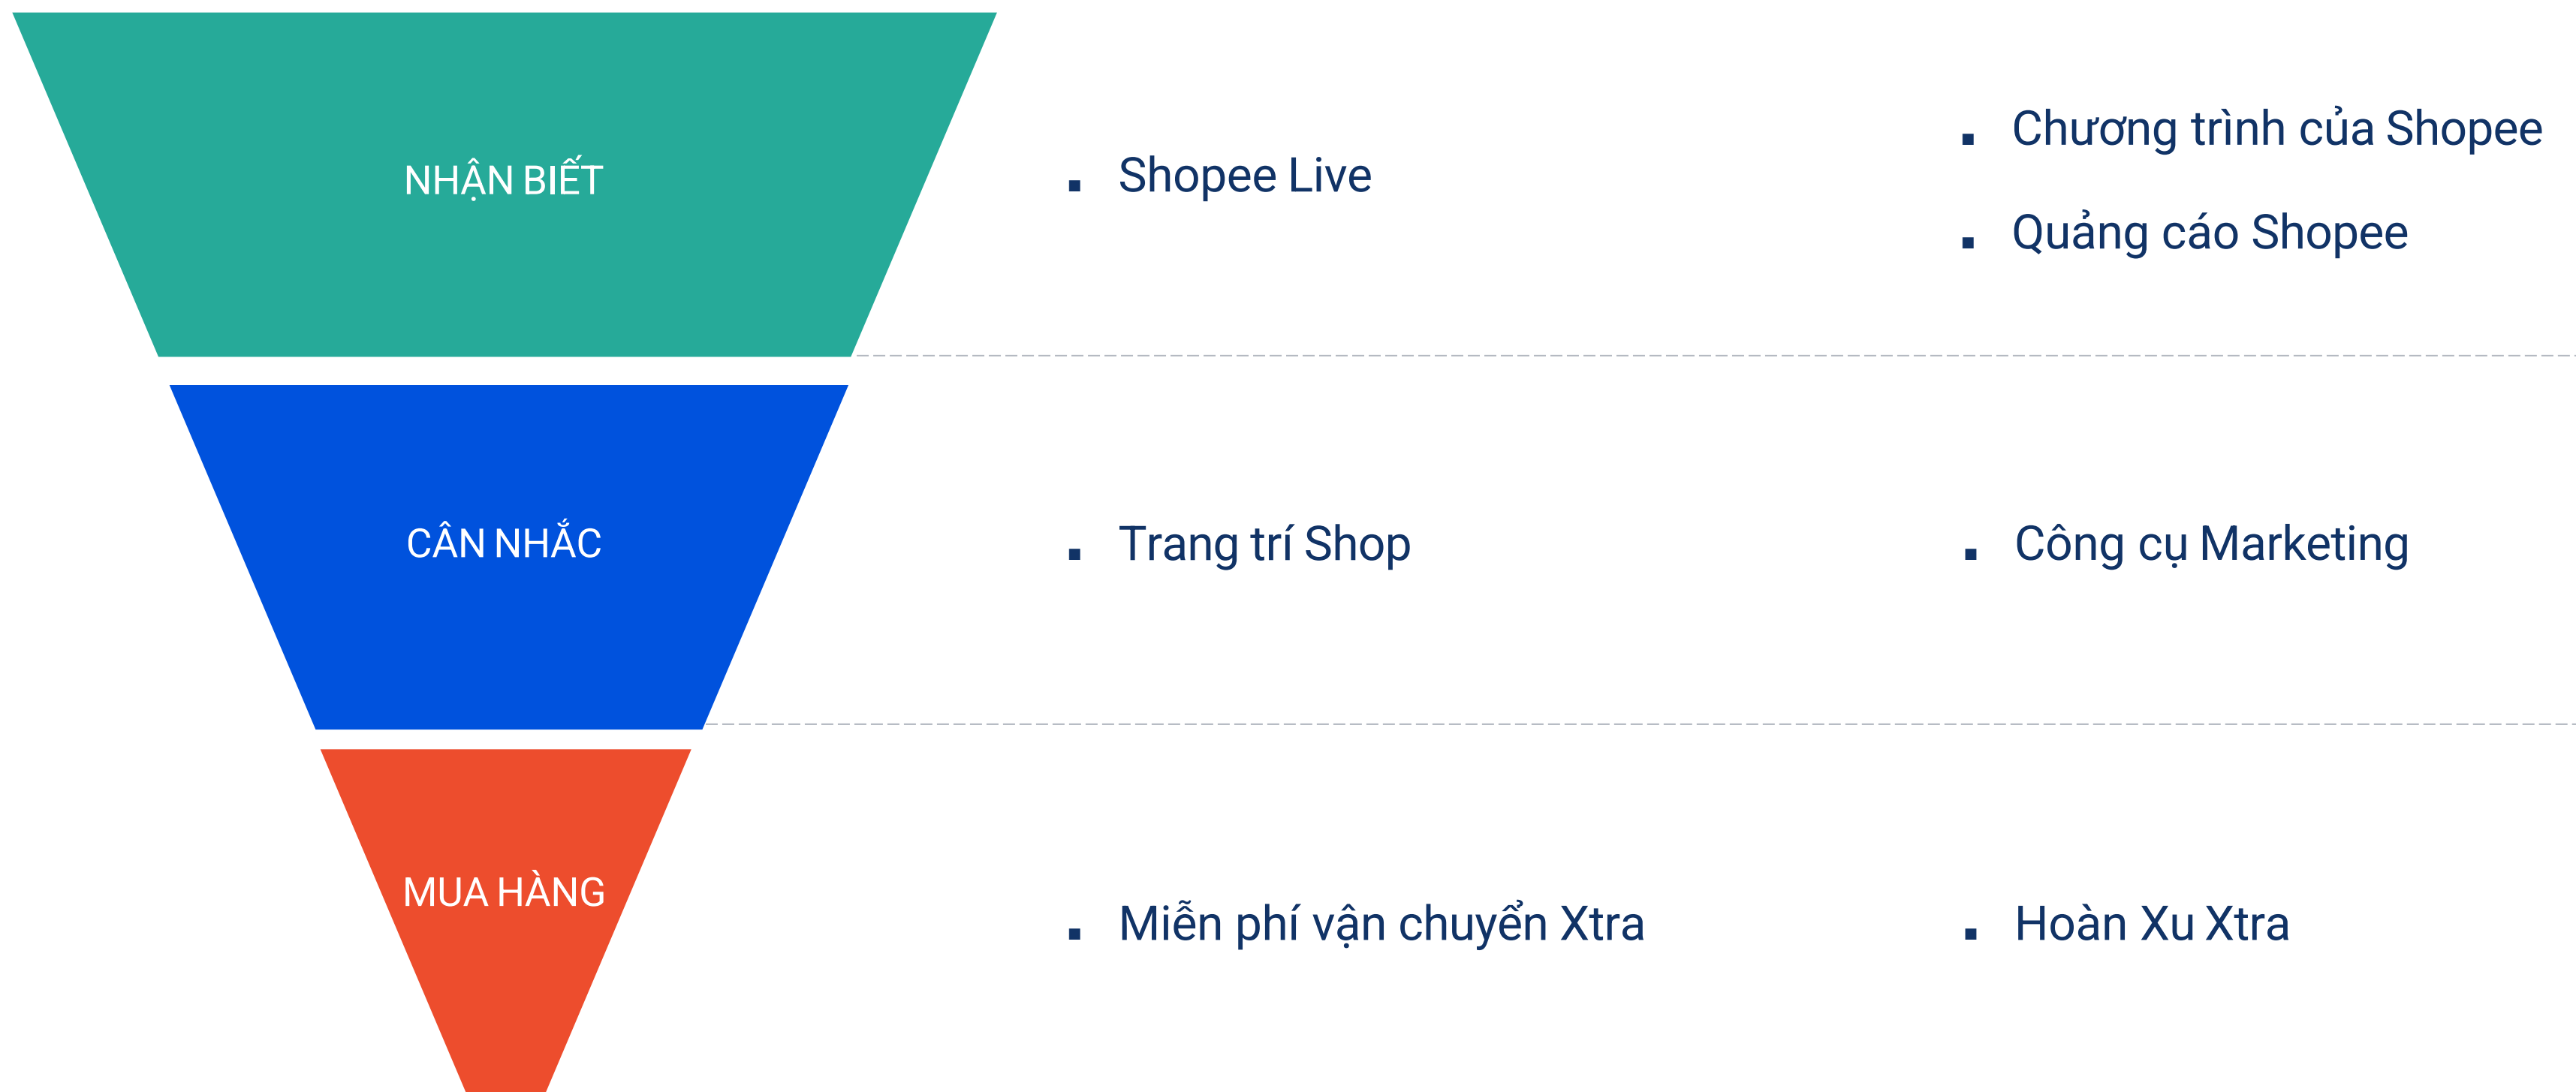 NHẬN BIẾT
▪ Shopee Live
▪ Chương trình của Shopee
▪ Quảng cáo Shopee
CÂN NHẮC
▪ Trang trí Shop
▪ Công cụ Marketing
MUA HÀNG
▪ Miễn phí vận chuyển Xtra
▪ Hoàn Xu Xtra